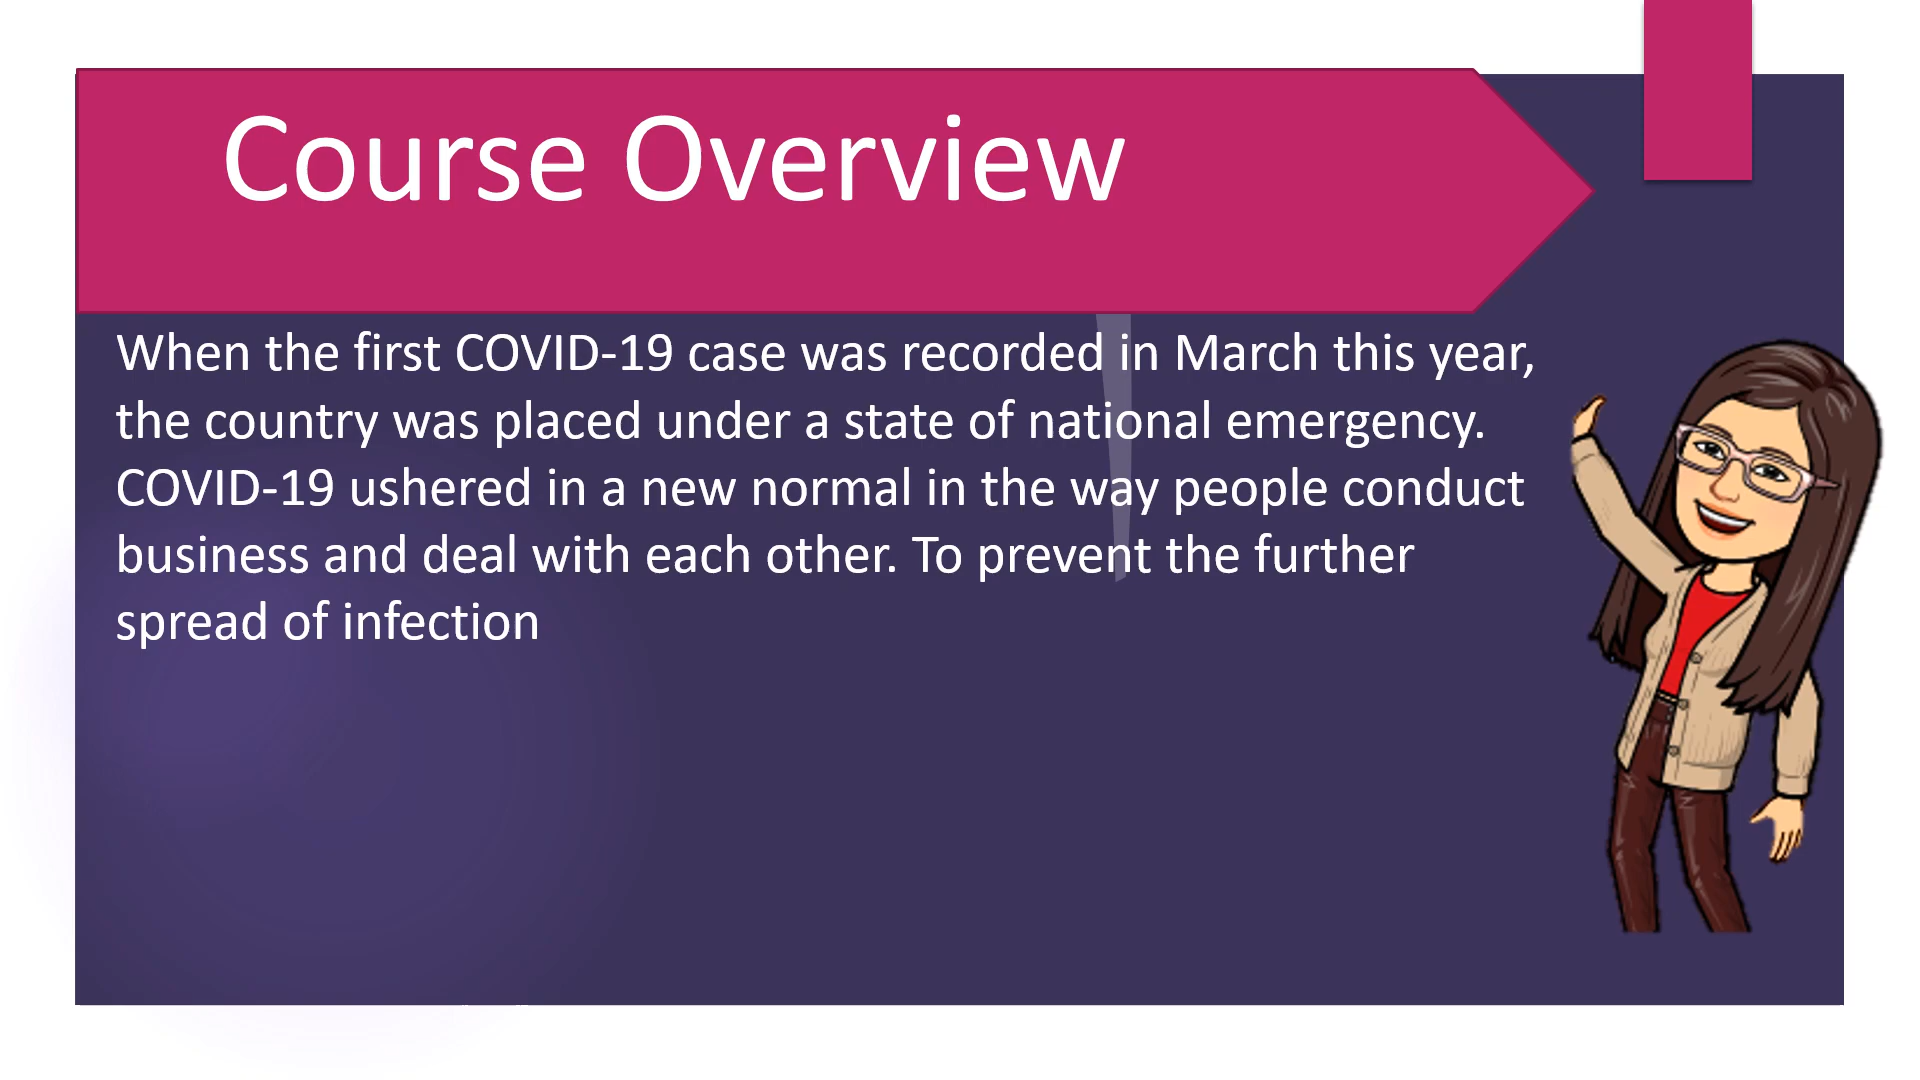 Course Overview
When the first COVID-19 case was recorded in March this year,
the country was placed under a state of national emergency.
COVID-19 ushered in a new normal in the way people conduct
business and deal with each other. To prevent the further
spread of infection